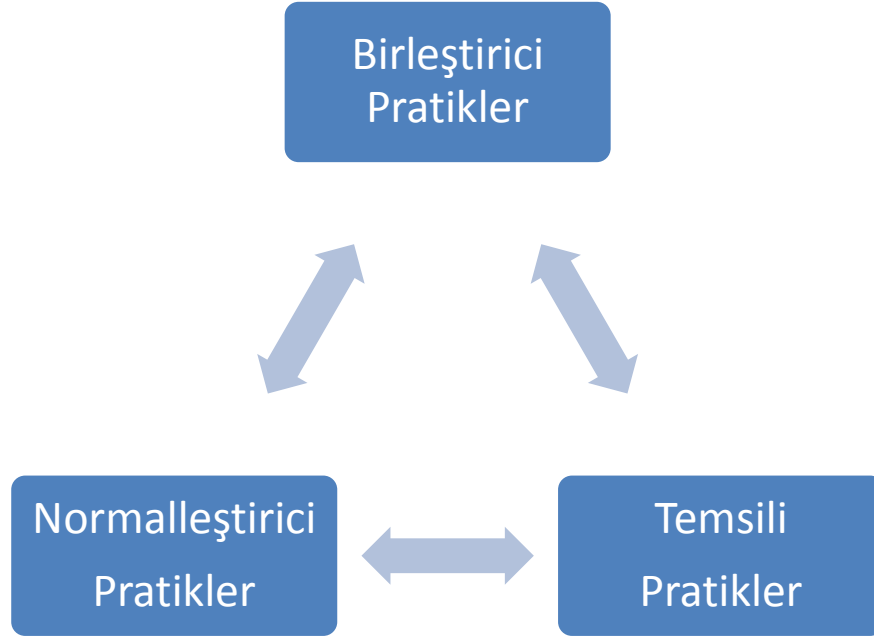 Birleştirici
Pratikler
Normalleştirici
Pratikler
Temsili
Pratikler